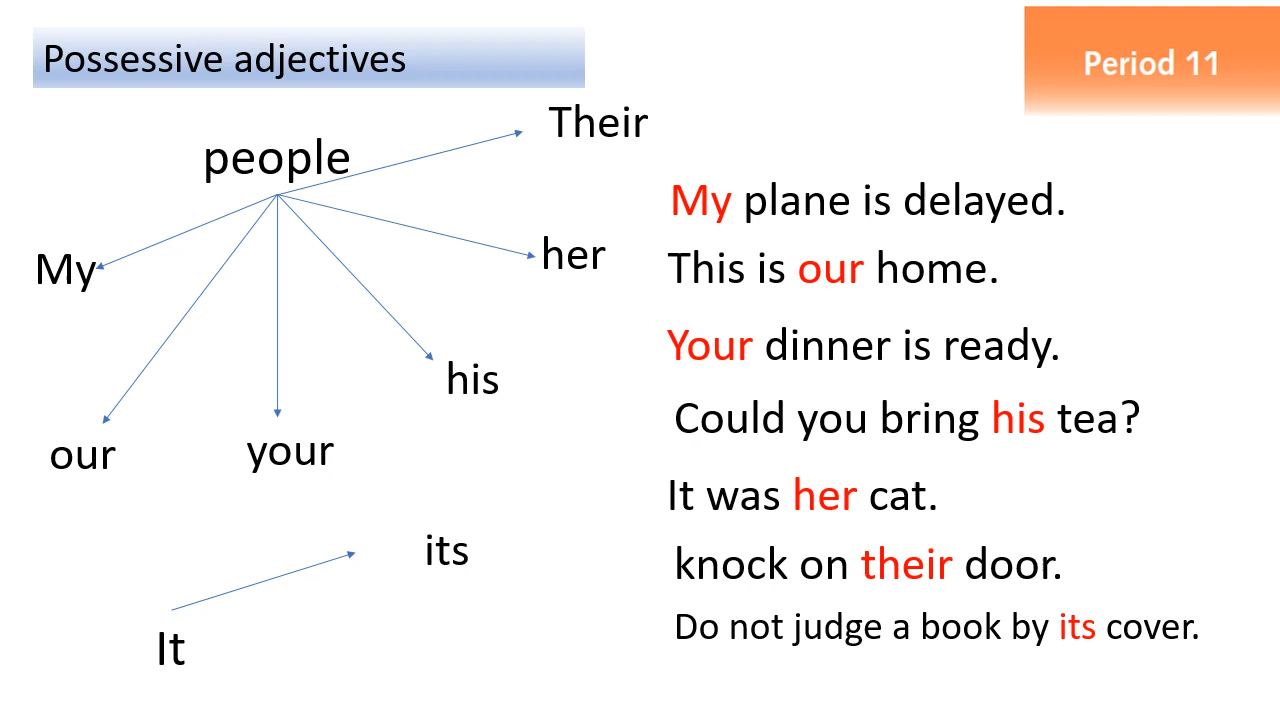 Possessive adjectives
Period 11
people
Their
My
her
his
our
your
its
It
My plane is delayed.
This is our home.
Your dinner is ready.
Could you bring his tea?
It was her cat.
knock on their door.
Do not judge a book by its cover.